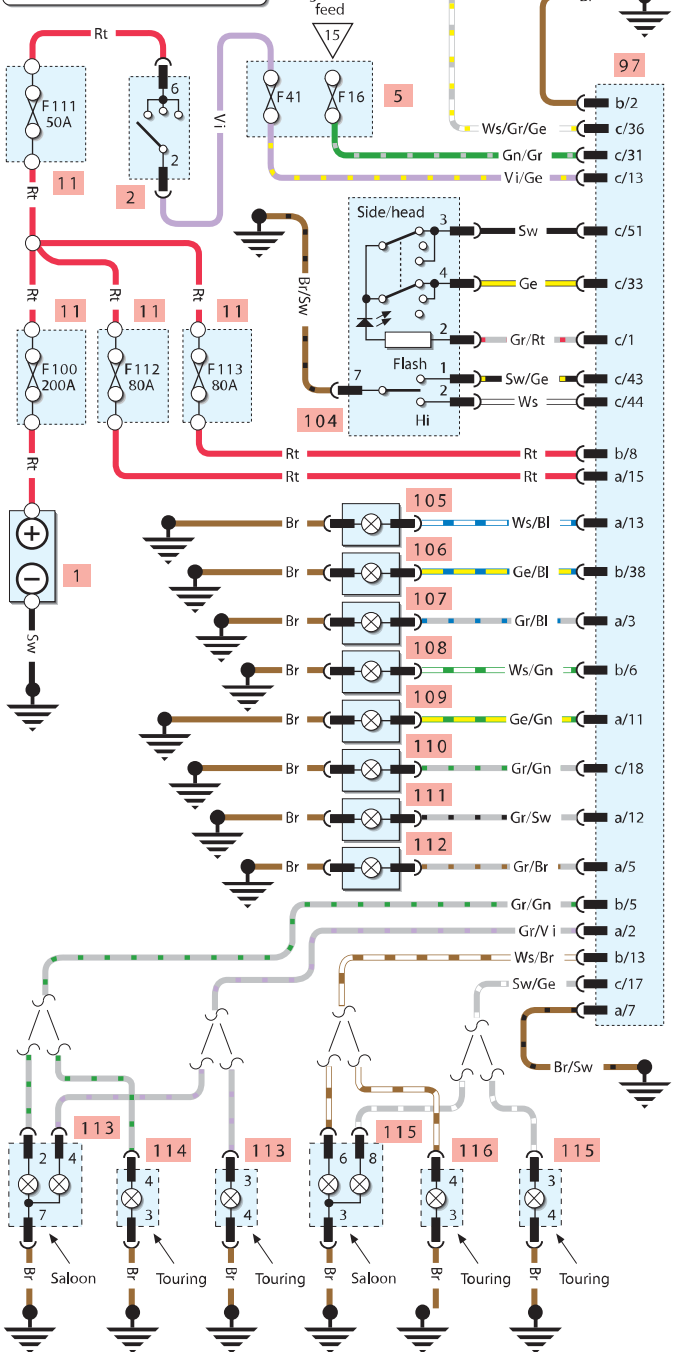 feed
15
Rt
97
6
F 111
50A
F41
F16
5
b/2
Ws/Gr/Ge
c/36
Vi
2
Gn/Gr
c/31
Rt
11
2
Vi/Ge
c/13
Side/head
3
Sw
c/51
Br/Sw
4
Ge
c/33
Rt
Rt
Rt
11
11
11
2
Gr/Rt
c/1
F100
200A
F112
80A
F113
80A
Flash
7
1
Sw/Ge
c/43
2
Ws
c/44
104
Hi
Rt
Rt
Rt
b/8
Rt
Rt
a/15
105
Br
Ws/Bl
a/13
106
+
−
1
Br
Ge/Bl
b/38
107
Br
Gr/Bl
a/3
Sw
108
Br
Ws/Gn
b/6
109
Br
Ge/Gn
a/11
110
Br
Gr/Gn
c/18
111
Br
Gr/Sw
a/12
112
Br
Gr/Br
a/5
Gr/Gn
b/5
Gr/Vi
a/2
Ws/Br
b/13
Sw/Ge
c/17
a/7
Br/Sw
113
114
113
115
116
115
2
4
4
3
6
8
4
3
7
3
4
3
3
4
Br
Saloon
Br
Touring
Br
Touring
Br
Saloon
Br
Touring
Br
Touring